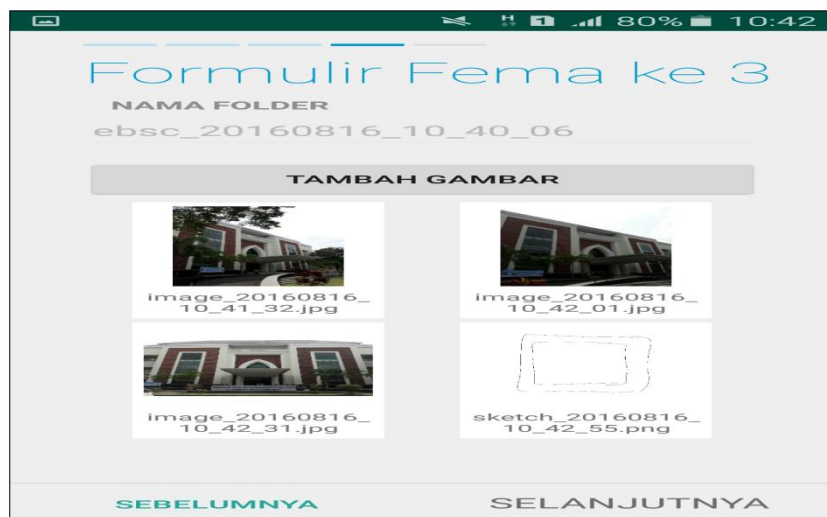 H 1 80% 10:42
Formulir Fema ke 3
NAMA FOLDER
ebsc_20160816_10_40_06
TAMBAH GAMBAR
image_20160816_
10_41_32.jpg
image_20160816_
10_42_01.jpg
image_20160816_
10_42_31.jpg
sketch_20160816_
10_42_55.png
SEBELUMNYA
SELANJUTNYA